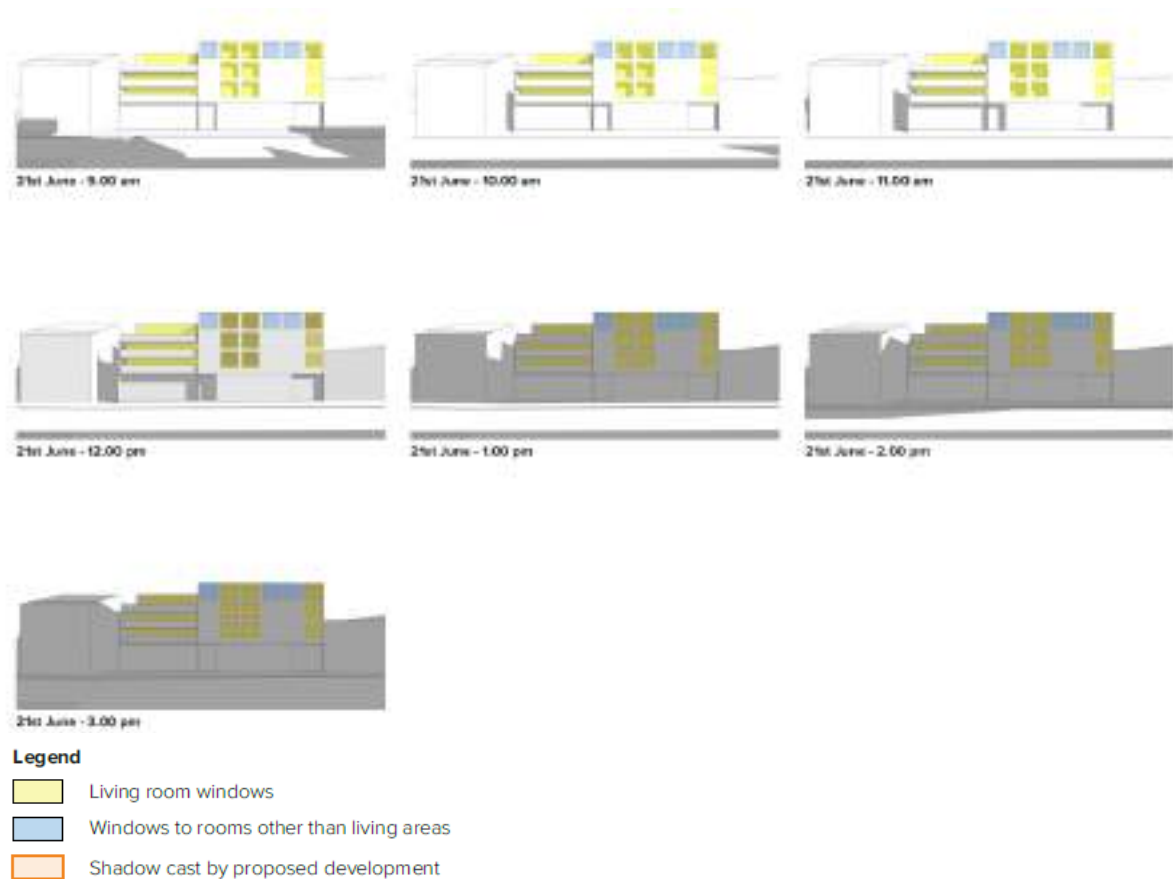 21st June - 9.00 am
21st June - 10.00 am
21st June - 11.00 am
21st June - 12.00 pm
21st June - 1.00 pm
21st June - 2.00 pm
21st June - 3.00 pm
Legend
Living room windows
Windows to rooms other than living areas
Shadow cast by proposed development